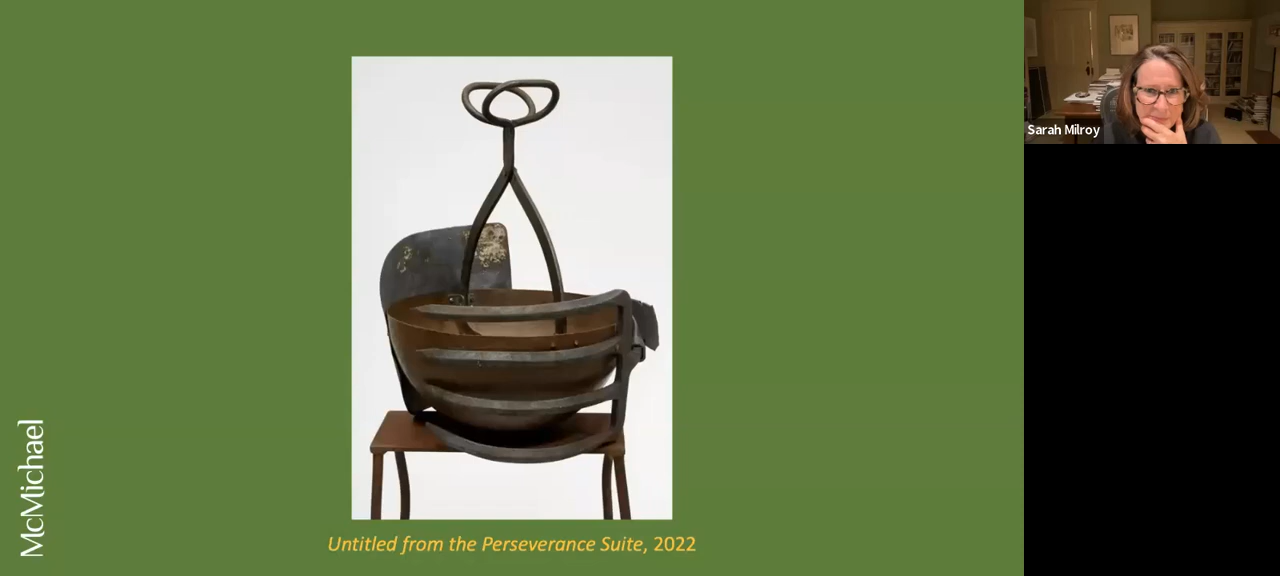 McMichael
Untitled from the Perseverance Suite, 2022
Sarah Milroy